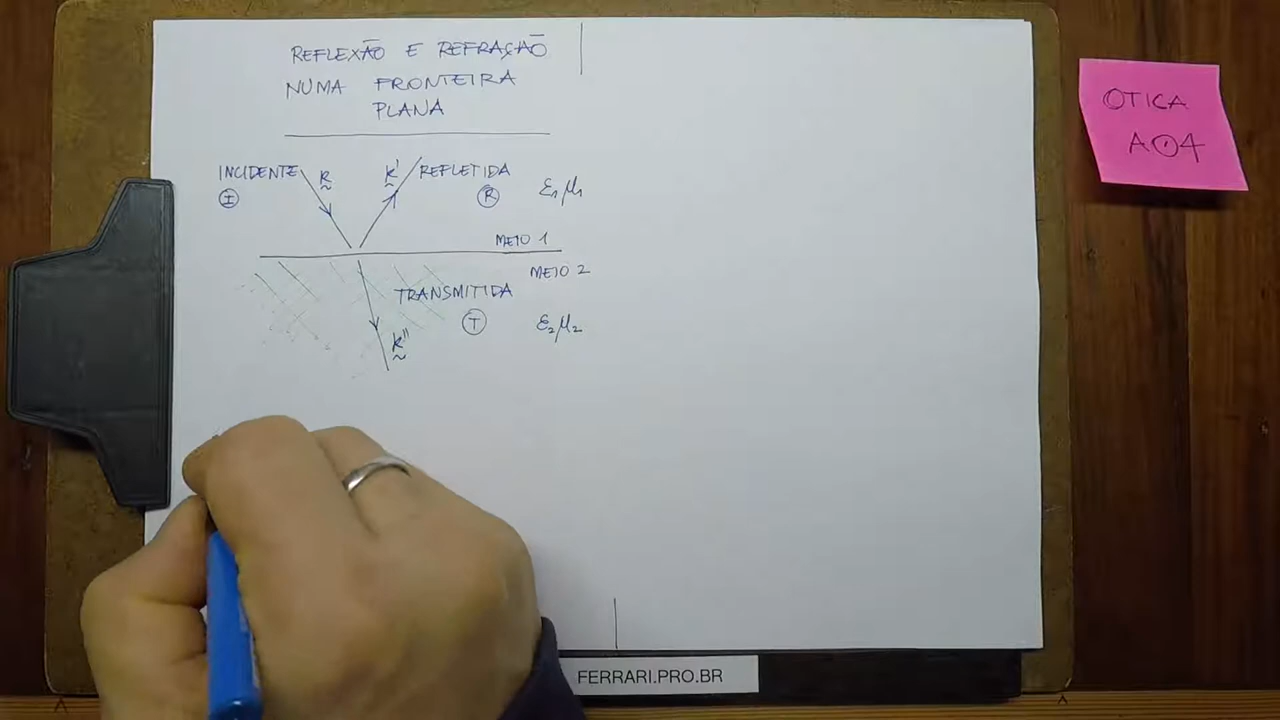 REFLEXÃO E REFRAÇÃO
NUMA FRONTEIRA
PLANA
INCIDENTE
I
k
k'
REFLETIDA
R
ε₁ μ₁
MEIO 1
MEIO 2
TRANSMITIDA
T
ε₂ μ₂
k''
OTICA
A04
FERRARI.PRO.BR